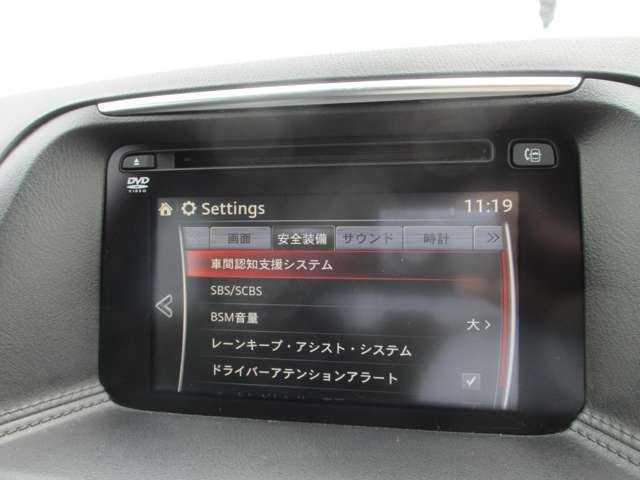 DVD
VIDEO
Settings 11:19
画面 安全装備 サウンド 時計 >>
車間認知支援システム
SBS/SCBS
BSM音量 大 >
レーンキープ・アシスト・システム
ドライバーアテンションアラート